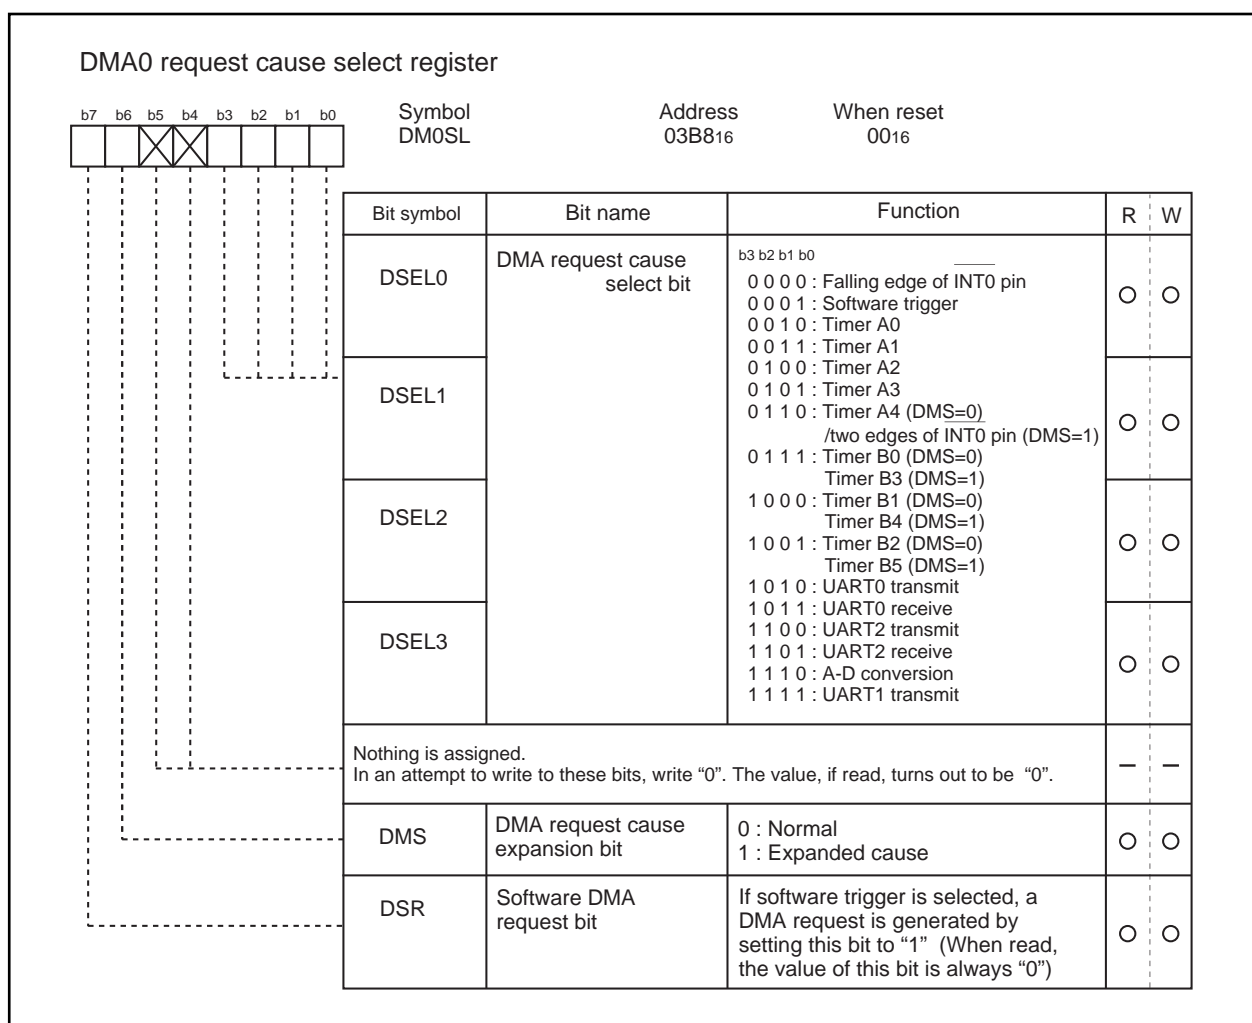 DMA0 request cause select register
b7 b6 b5 b4 b3 b2 b1 b0
Symbol Address When reset
DM0SL 03B816 0016
Bit symbol Bit name Function R W
DSEL0 DMA request cause select bit
b3 b2 b1 b0
0 0 0 0 : Falling edge of INT0 pin
0 0 0 1 : Software trigger
0 0 1 0 : Timer A0
0 0 1 1 : Timer A1
DSEL1
0 1 0 0 : Timer A2
0 1 0 1 : Timer A3
0 1 1 0 : Timer A4 (DMS=0)
/two edges of INT0 pin (DMS=1)
0 1 1 1 : Timer B0 (DMS=0)
Timer B3 (DMS=1)
DSEL2
1 0 0 0 : Timer B1 (DMS=0)
Timer B4 (DMS=1)
1 0 0 1 : Timer B2 (DMS=0)
Timer B5 (DMS=1)
1 0 1 0 : UART0 transmit
1 0 1 1 : UART0 receive
DSEL3
1 1 0 0 : UART2 transmit
1 1 0 1 : UART2 receive
1 1 1 0 : A-D conversion
1 1 1 1 : UART1 transmit
Nothing is assigned.
In an attempt to write to these bits, write “0”. The value, if read, turns out to be “0”.
DMS
DMA request cause
expansion bit
0 : Normal
1 : Expanded cause
DSR
Software DMA
request bit
If software trigger is selected, a
DMA request is generated by
setting this bit to “1” (When read,
the value of this bit is always “0”)